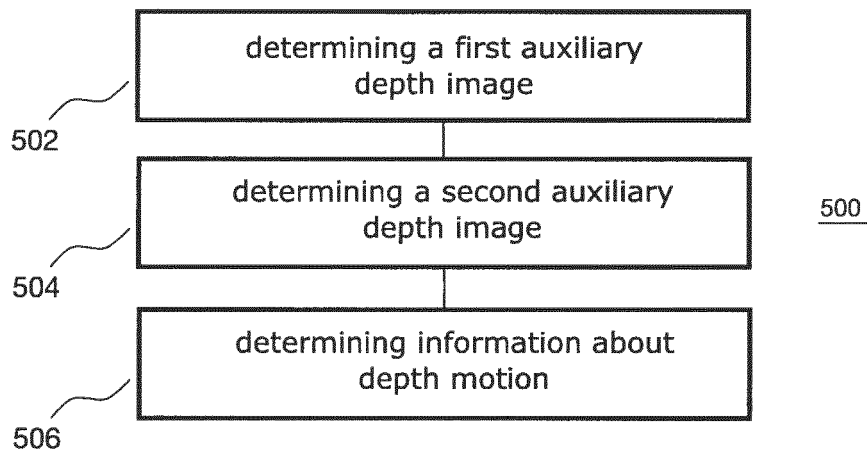 determining a first auxiliary
depth image
502
determining a second auxiliary
depth image
500
504
determining information about
depth motion
506